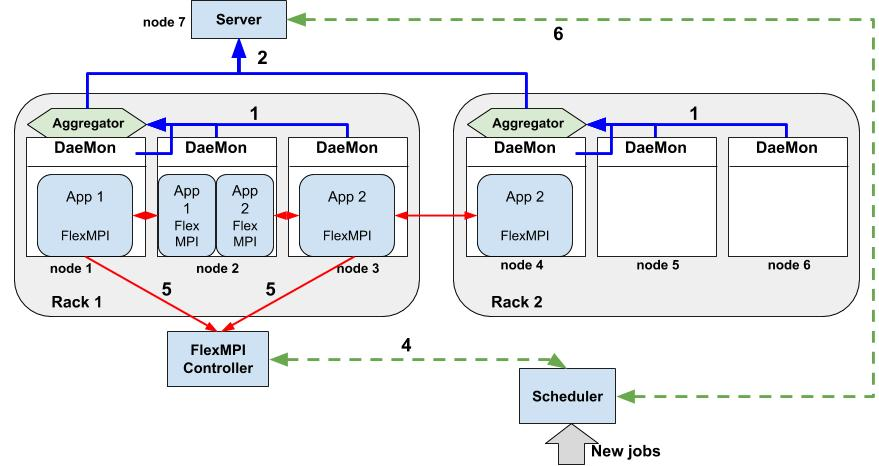 Server
node 7
6
2
Aggregator
1
Aggregator
1
DaeMon
DaeMon
DaeMon
DaeMon
DaeMon
DaeMon
App 1
FlexMPI
App
1
Flex
MPI
App
2
Flex
MPI
App 2
FlexMPI
App 2
FlexMPI
node 1
node 2
node 3
node 4
node 5
node 6
Rack 1
5
5
Rack 2
FlexMPI
Controller
4
Scheduler
New jobs